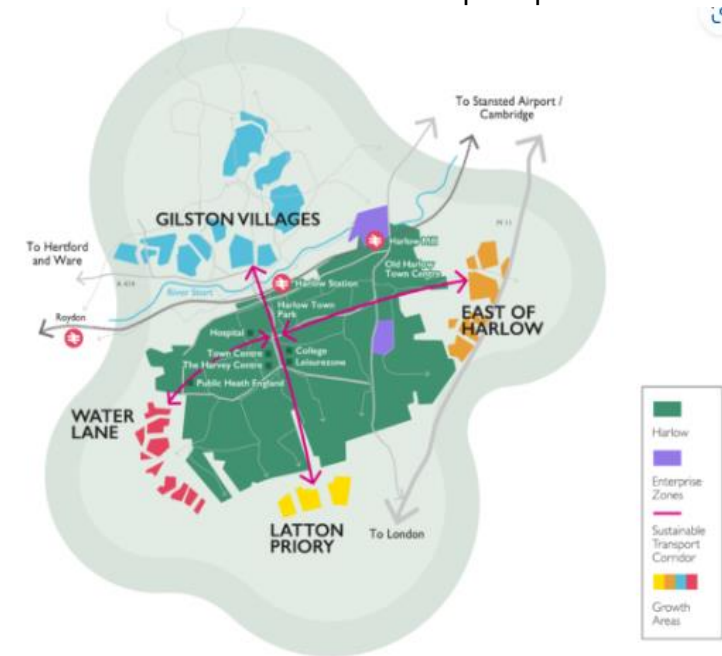 To Stansted Airport /
Cambridge
GILSTON VILLAGES
M 11
Harlow Mill
To Hertford
and Ware
Old Harlow
Town Centre
A 414
River Stort
Harlow Station
Roydon
Harlow Town
Park
EAST OF
HARLOW
Hospital
Town Centre
College
The Harvey Centre
Leisurezone
Public Heath England
WATER
LANE
LATTON
PRIORY
To London
Harlow
Enterprise
Zones
Sustainable
Transport
Corridor
Growth
Areas